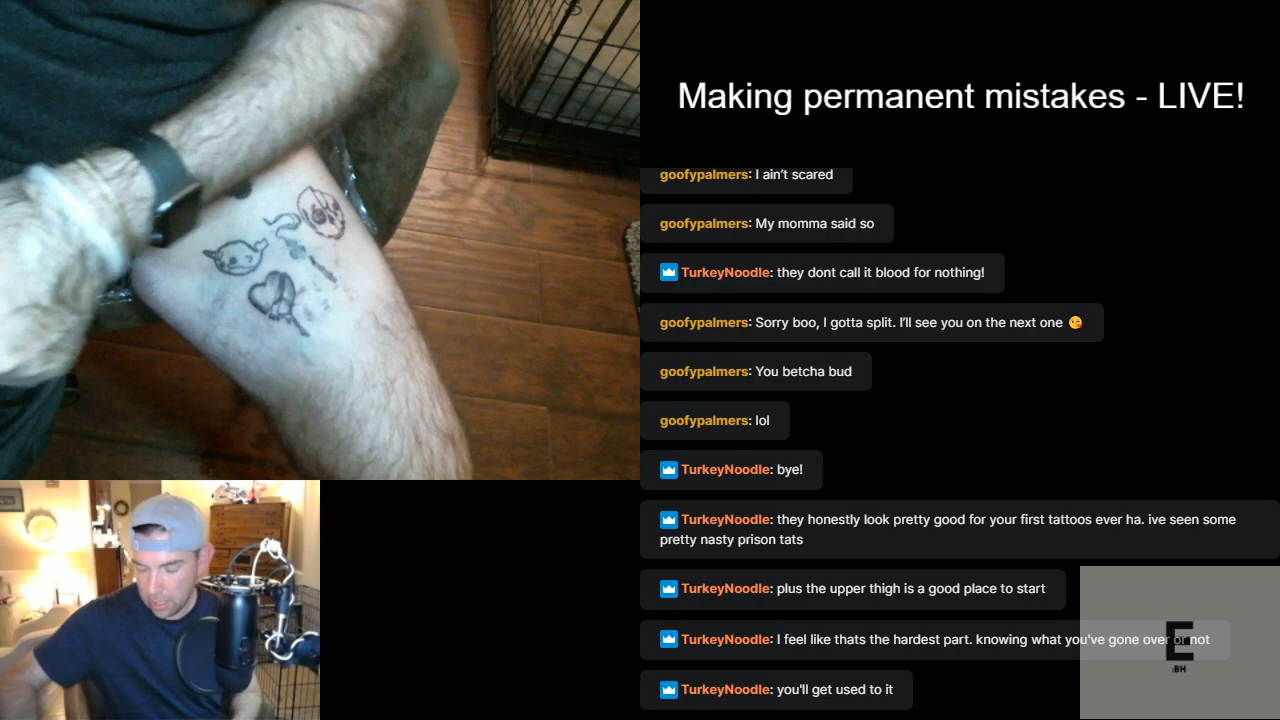 Making permanent mistakes - LIVE!
goofypalmers: I ain't scared
goofypalmers: My momma said so
TurkeyNoodle: they dont call it blood for nothing!
goofypalmers: Sorry boo, I gotta split. I'll see you on the next one 😋
goofypalmers: You betcha bud
goofypalmers: lol
TurkeyNoodle: bye!
TurkeyNoodle: they honestly look pretty good for your first tattoos ever ha. ive seen some
pretty nasty prison tats
TurkeyNoodle: plus the upper thigh is a good place to start
TurkeyNoodle: I feel like thats the hardest part. knowing what you've gone over or not
E
:BH
TurkeyNoodle: you'll get used to it